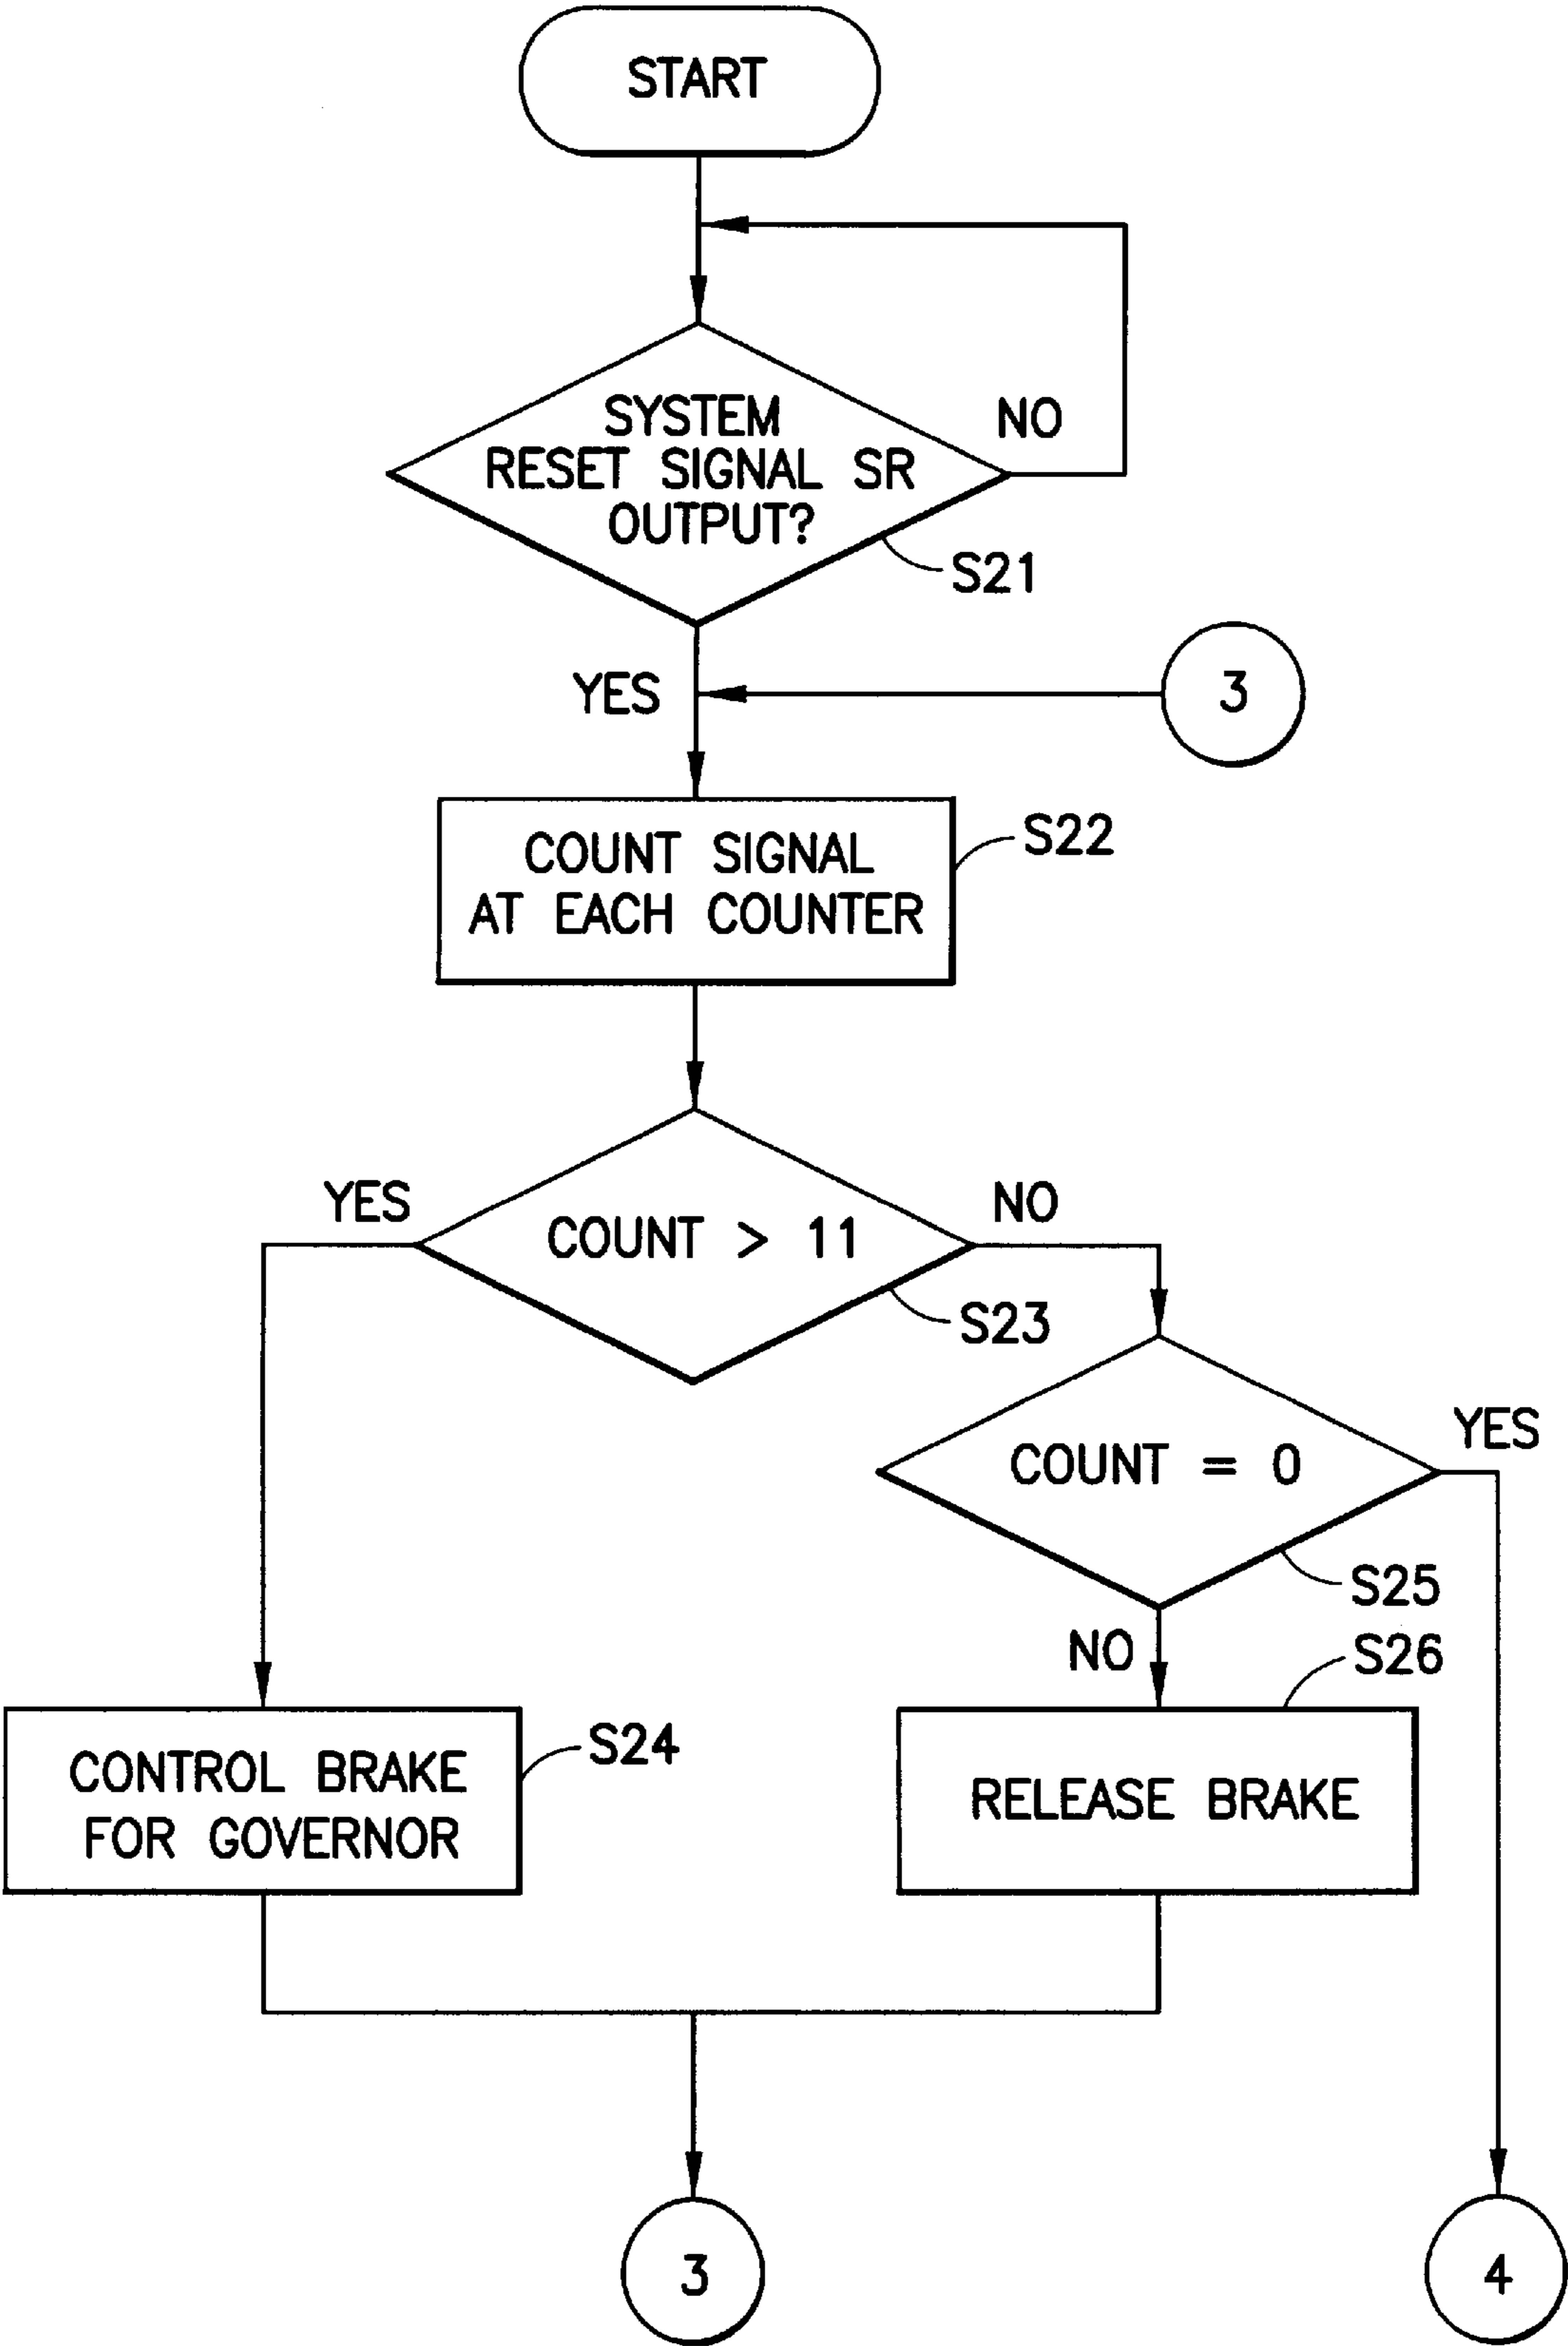 START
SYSTEM
RESET SIGNAL SR
OUTPUT?
NO
S21
YES
3
COUNT SIGNAL
AT EACH COUNTER
S22
COUNT > 11
YES
NO
S23
COUNT = 0
YES
S25
NO
S26
CONTROL BRAKE
FOR GOVERNOR
S24
RELEASE BRAKE
3
4